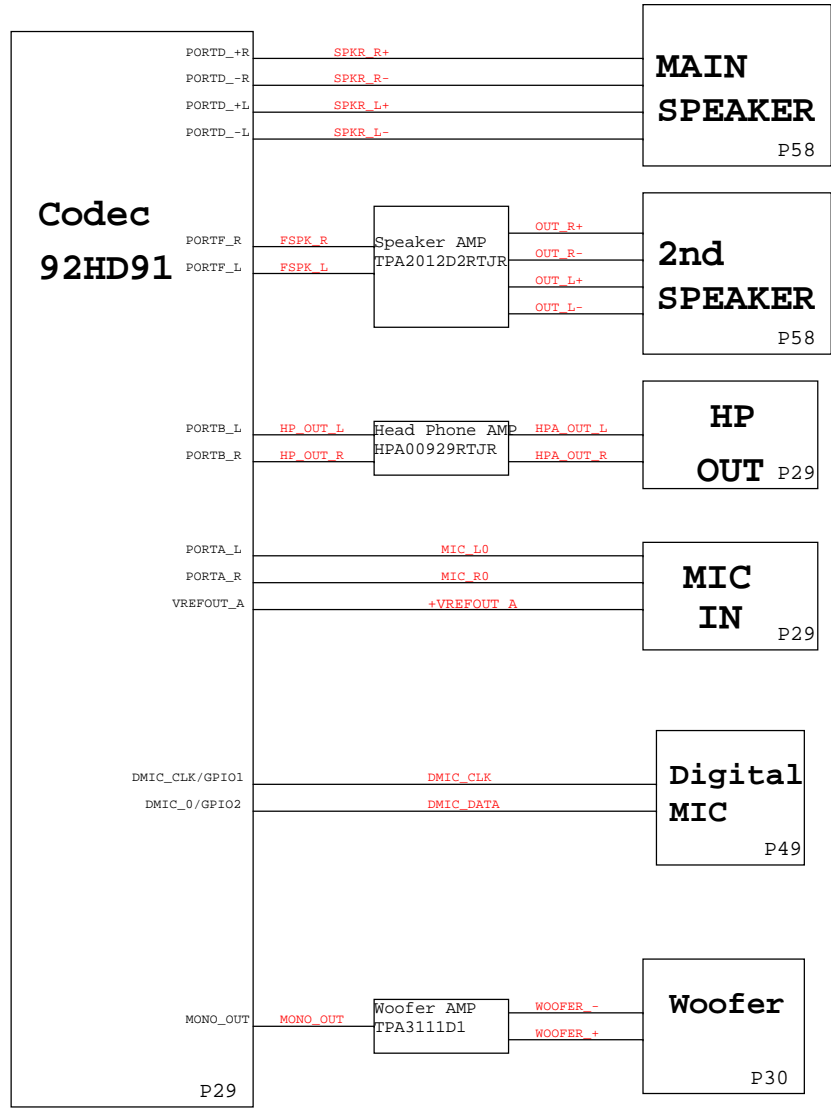 PORTD_+R
SPKR_R+
PORTD_-R
SPKR_R-
PORTD_+L
SPKR_L+
PORTD_-L
SPKR_L-
MAIN
SPEAKER
P58
Codec
92HD91
PORTF_R
FSPK_R
PORTF_L
FSPK_L
Speaker AMP
TPA2012D2RTJR
OUT_R+
OUT_R-
OUT_L+
OUT_L-
2nd
SPEAKER
P58
PORTB_L
HP_OUT_L
PORTB_R
HP_OUT_R
Head Phone AMP
HPA00929RTJR
HPA_OUT_L
HPA_OUT_R
HP
OUT
P29
PORTA_L
MIC_L0
PORTA_R
MIC_R0
VREFOUT_A
+VREFOUT_A
MIC
IN
P29
DMIC_CLK/GPIO1
DMIC_CLK
DMIC_0/GPIO2
DMIC_DATA
Digital
MIC
P49
MONO_OUT
MONO_OUT
Woofer AMP
TPA3111D1
WOOFER_-
WOOFER_+
Woofer
P30
P29